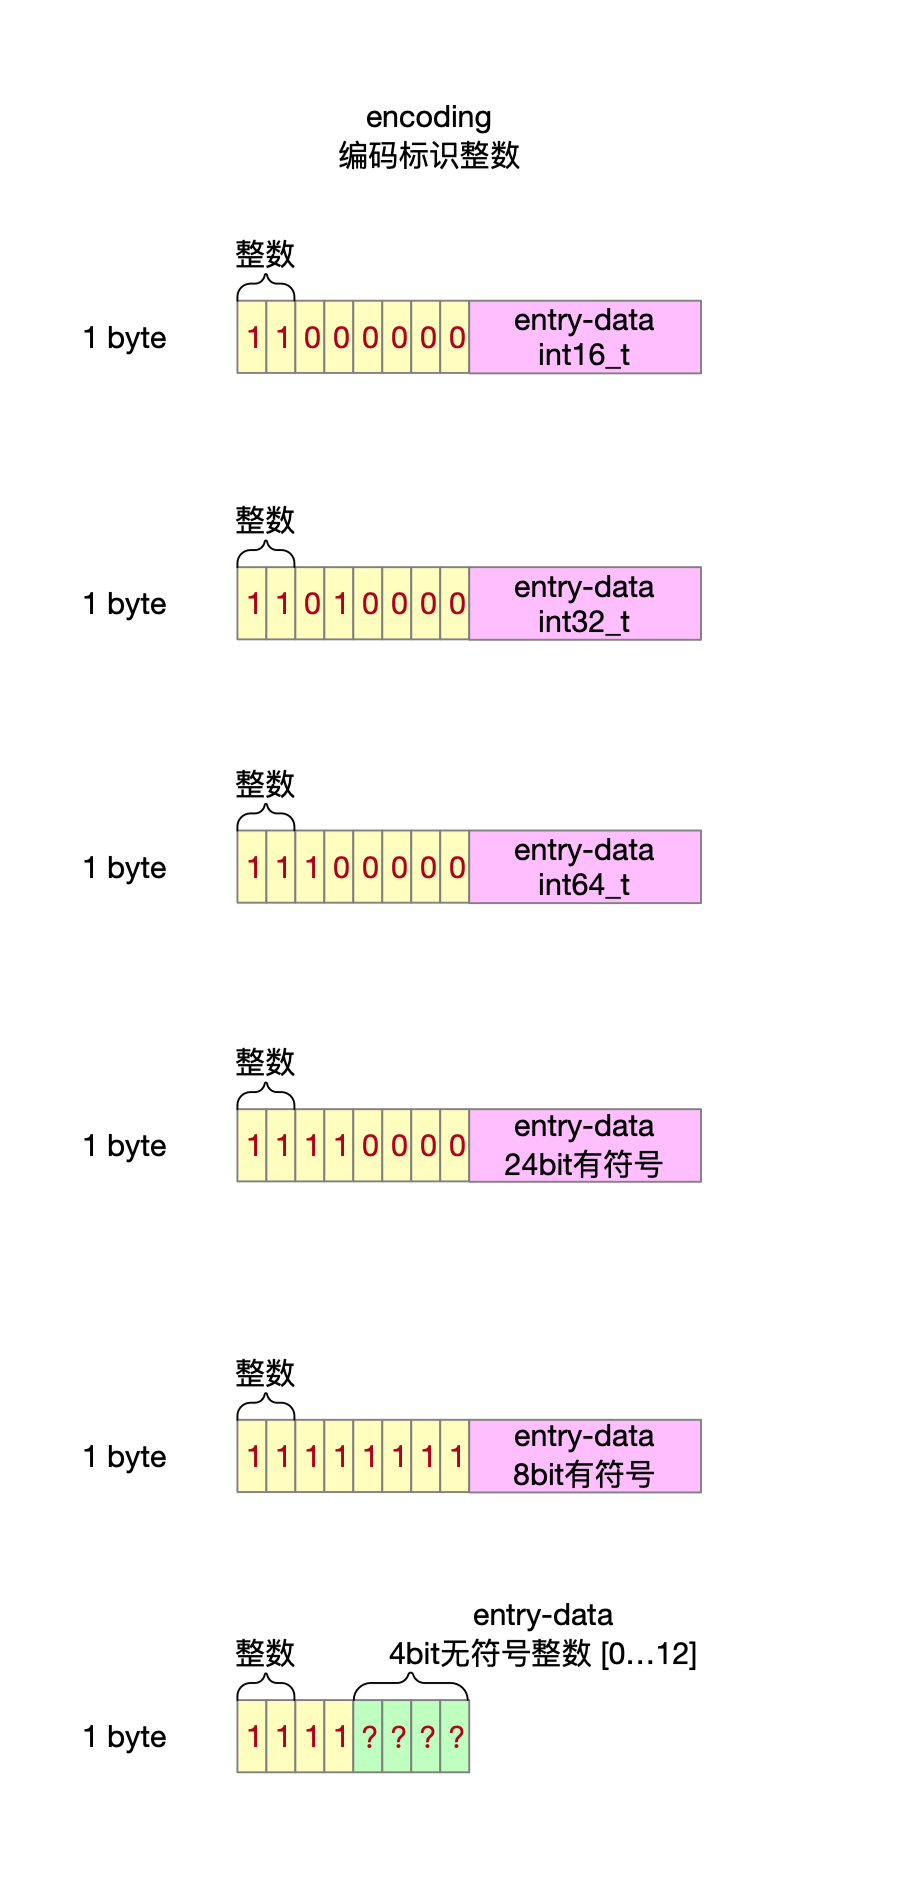 encoding
编码标识整数
整数
1 byte
1 1 0 0 0 0 0 0
entry-data
int16_t
整数
1 byte
1 1 0 1 0 0 0 0
entry-data
int32_t
整数
1 byte
1 1 1 0 0 0 0 0
entry-data
int64_t
整数
1 byte
1 1 1 1 0 0 0 0
entry-data
24bit有符号
整数
1 byte
1 1 1 1 1 1 1 1
entry-data
8bit有符号
entry-data
整数
4bit无符号整数 [0...12]
1 byte
1 1 1 1 ? ? ? ?